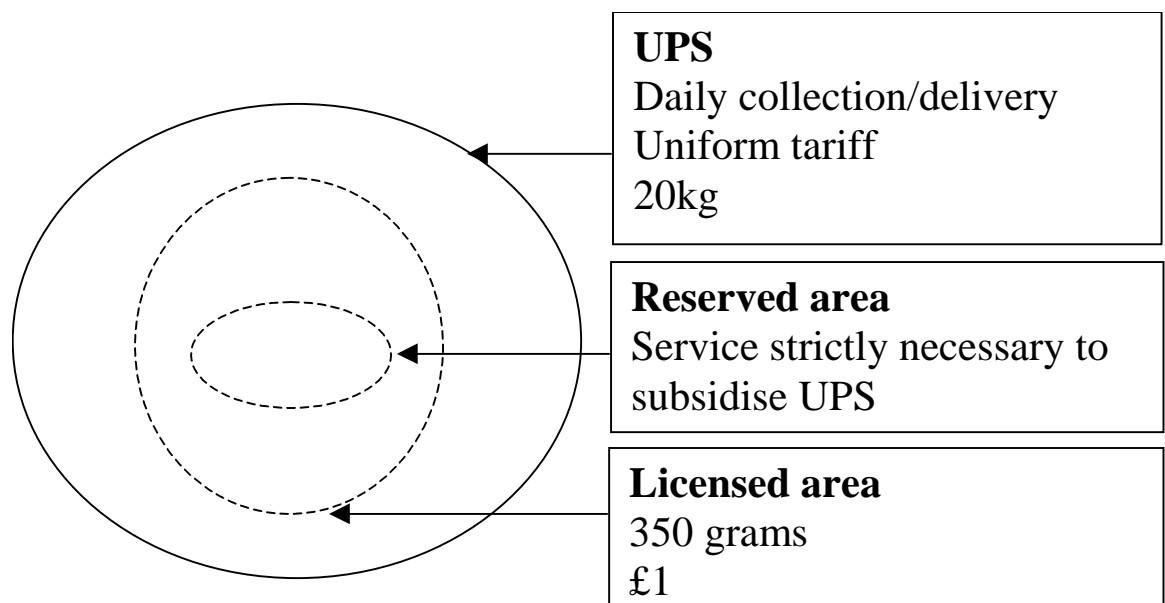 UPS
Daily collection/delivery
Uniform tariff
20kg
Reserved area
Service strictly necessary to
subsidise UPS
Licensed area
350 grams
£1